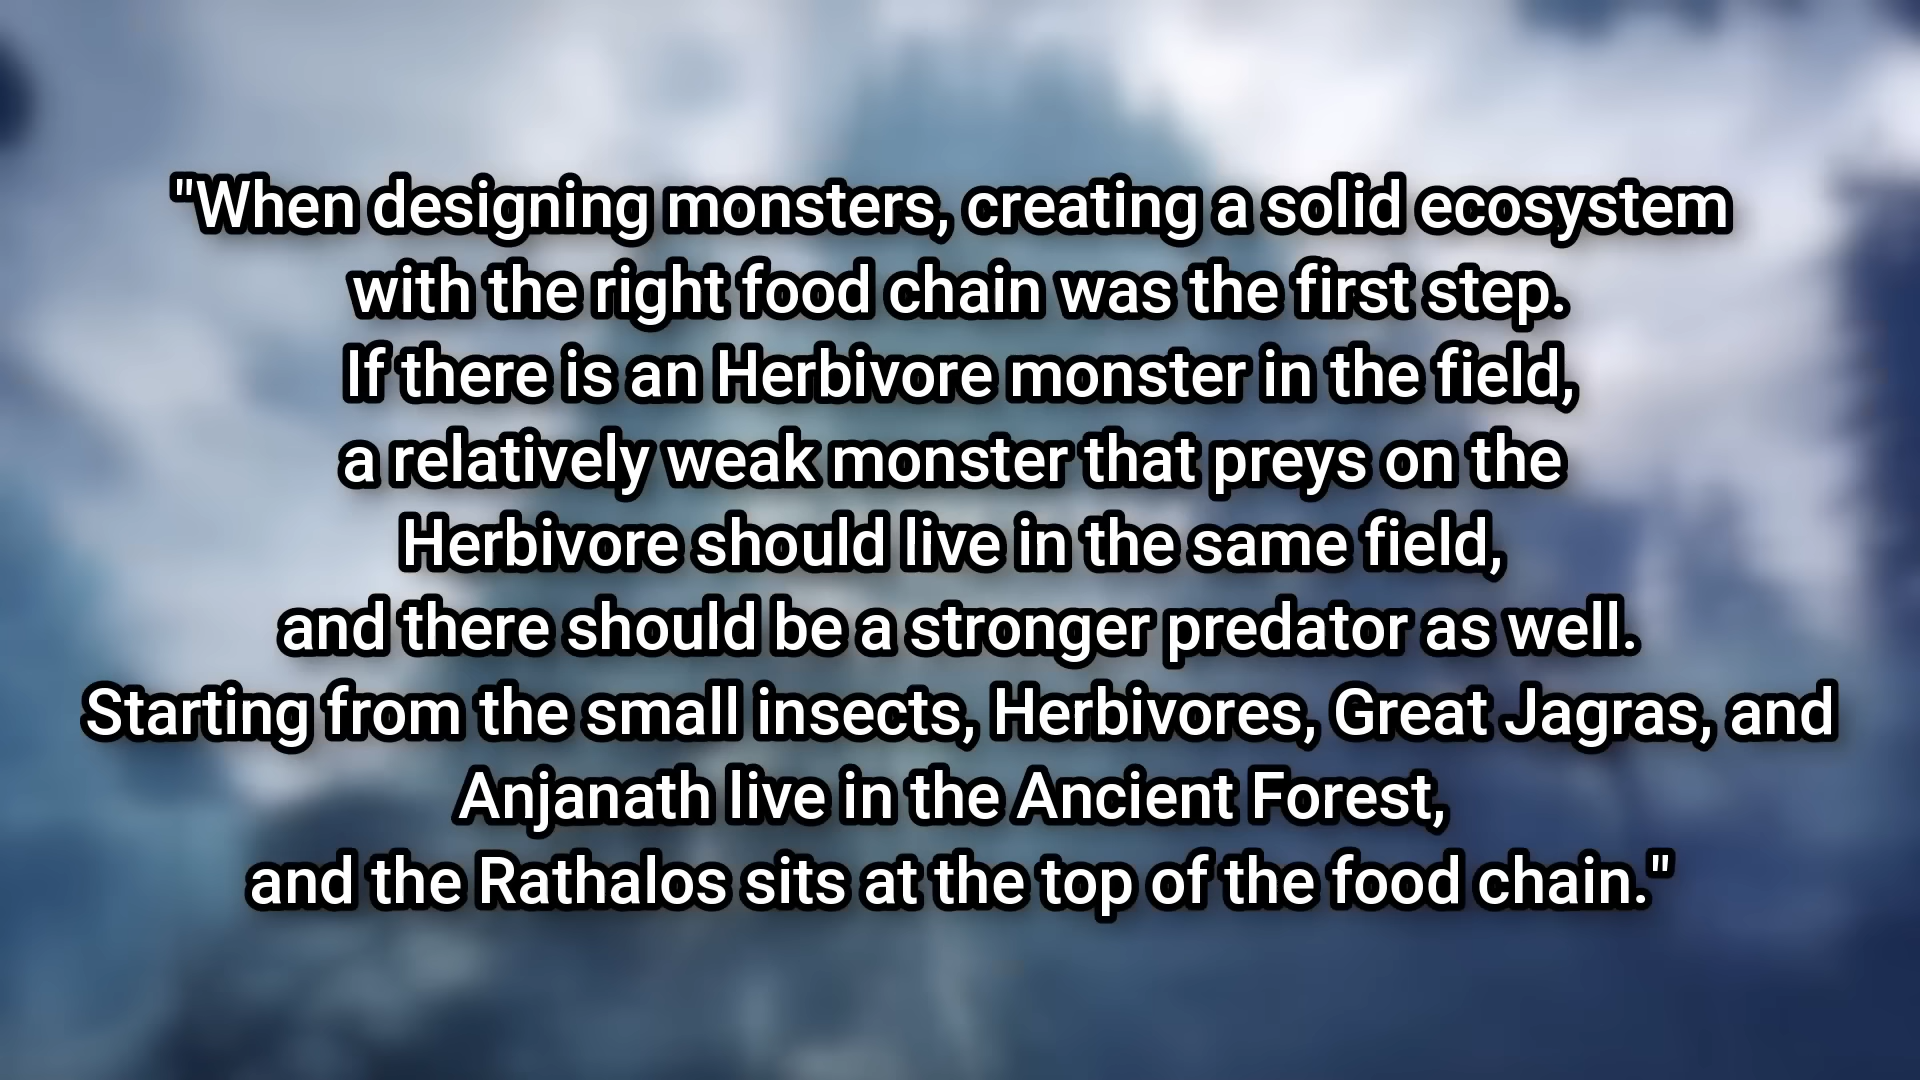 "When designing monsters, creating a solid ecosystem
with the right food chain was the first step.
If there is an Herbivore monster in the field,
a relatively weak monster that preys on the
Herbivore should live in the same field,
and there should be a stronger predator as well.
Starting from the small insects, Herbivores, Great Jagras, and
Anjanath live in the Ancient Forest,
and the Rathalos sits at the top of the food chain."